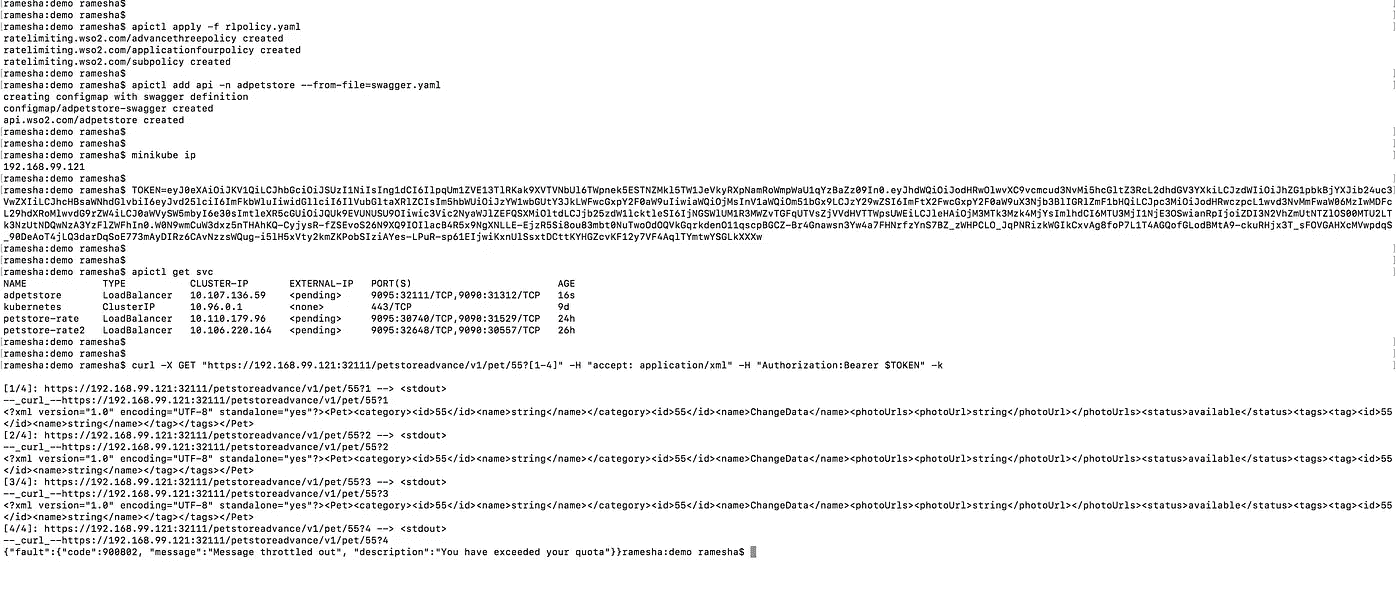 ramesha:demo ramesha$
ramesha:demo ramesha$
ramesha:demo ramesha$ apictl apply -f rlpolicy.yaml
ratelimiting.wso2.com/advancethreepolicy created
ratelimiting.wso2.com/applicationfourpolicy created
ratelimiting.wso2.com/subpolicy created
ramesha:demo ramesha$
ramesha:demo ramesha$ apictl add api -n adpetstore --from-file=swagger.yaml
creating configmap with swagger definition
configmap/adpetstore-swagger created
api.wso2.com/adpetstore created
ramesha:demo ramesha$
ramesha:demo ramesha$
ramesha:demo ramesha$ minikube ip
192.168.99.121
ramesha:demo ramesha$
ramesha:demo ramesha$
ramesha:demo ramesha$
ramesha:demo ramesha$
ramesha:demo ramesha$ apictl get svc
NAME TYPE CLUSTER-IP EXTERNAL-IP PORT(S) AGE
adpetstore LoadBalancer 10.107.136.59 <pending> 9095:32111/TCP,9090:31312/TCP 16s
kubernetes ClusterIP 10.96.0.1 <none> 443/TCP 9d
petstore-rate LoadBalancer 10.110.179.96 <pending> 9095:30740/TCP,9090:31529/TCP 24h
petstore-rate2 LoadBalancer 10.106.220.164 <pending> 9095:32648/TCP,9090:30557/TCP 26h
ramesha:demo ramesha$
ramesha:demo ramesha$
ramesha:demo ramesha$ curl -X GET "https://192.168.99.121:32111/petstoreadvance/v1/pet/55?[1-4]" -H "accept: application/xml" -H "Authorization:Bearer $TOKEN" -k
[1/4]: https://192.168.99.121:32111/petstoreadvance/v1/pet/55?1 --> <stdout>
--_curl_--https://192.168.99.121:32111/petstoreadvance/v1/pet/55?1
<?xml version="1.0" encoding="UTF-8" standalone="yes"?><Pet><category><id>55</id><name>string</name></category><id>55</id><name>ChangeData</name><photoUrls><photoUrl>string</photoUrl></photoUrls><status>available</status><tags><tag><id>55
</id><name>string</name></tag></tags></Pet>
[2/4]: https://192.168.99.121:32111/petstoreadvance/v1/pet/55?2 --> <stdout>
--_curl_--https://192.168.99.121:32111/petstoreadvance/v1/pet/55?2
<?xml version="1.0" encoding="UTF-8" standalone="yes"?><Pet><category><id>55</id><name>string</name></category><id>55</id><name>ChangeData</name><photoUrls><photoUrl>string</photoUrl></photoUrls><status>available</status><tags><tag><id>55
</id><name>string</name></tag></tags></Pet>
[3/4]: https://192.168.99.121:32111/petstoreadvance/v1/pet/55?3 --> <stdout>
--_curl_--https://192.168.99.121:32111/petstoreadvance/v1/pet/55?3
<?xml version="1.0" encoding="UTF-8" standalone="yes"?><Pet><category><id>55</id><name>string</name></category><id>55</id><name>ChangeData</name><photoUrls><photoUrl>string</photoUrl></photoUrls><status>available</status><tags><tag><id>55
</id><name>string</name></tag></tags></Pet>
[4/4]: https://192.168.99.121:32111/petstoreadvance/v1/pet/55?4 --> <stdout>
--_curl_--https://192.168.99.121:32111/petstoreadvance/v1/pet/55?4
{"fault":{"code":900802, "message":"Message throttled out", "description":"You have exceeded your quota"}}ramesha:demo ramesha$